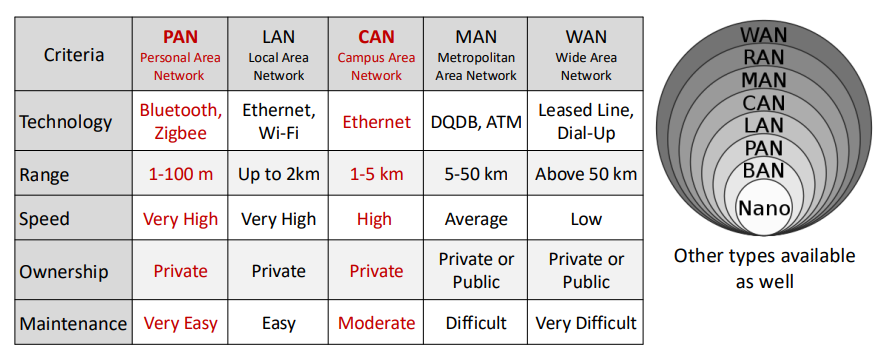 Criteria
PAN
Personal Area
Network
LAN
Local Area
Network
CAN
Campus Area
Network
MAN
Metropolitan
Area Network
WAN
Wide Area
Network
Technology
Bluetooth,
Zigbee
Ethernet,
Wi-Fi
Ethernet
DQDB, ATM
Leased Line,
Dial-Up
Range
1-100 m
Up to 2km
1-5 km
5-50 km
Above 50 km
Speed
Very High
Very High
High
Average
Low
Ownership
Private
Private
Private
Private or
Public
Private or
Public
Maintenance
Very Easy
Easy
Moderate
Difficult
Very Difficult
WAN
RAN
MAN
CAN
LAN
PAN
BAN
Nano
Other types available
as well